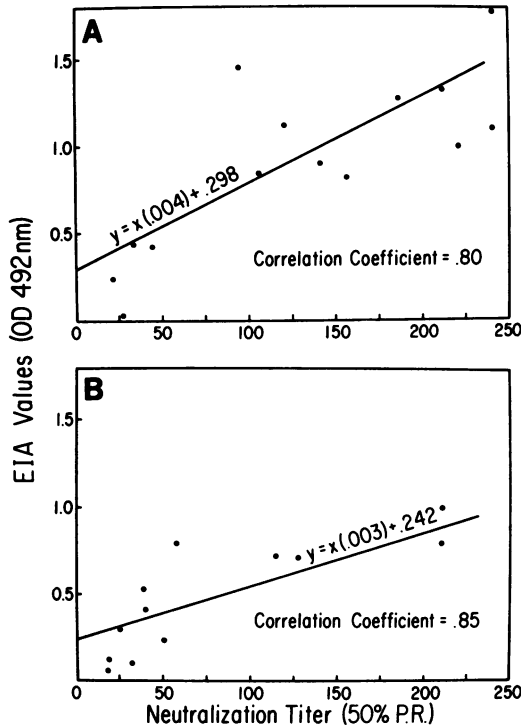 A
1.5
1.0
0.5
y = x(.004) + .298
Correlation Coefficient = .80
0 50 100 150 200 250
EIA Values (OD 492nm)
B
1.5
1.0
0.5
y = x(.003) + .242
Correlation Coefficient = .85
0 50 100 150 200 250
Neutralization Titer (50% P.R.)